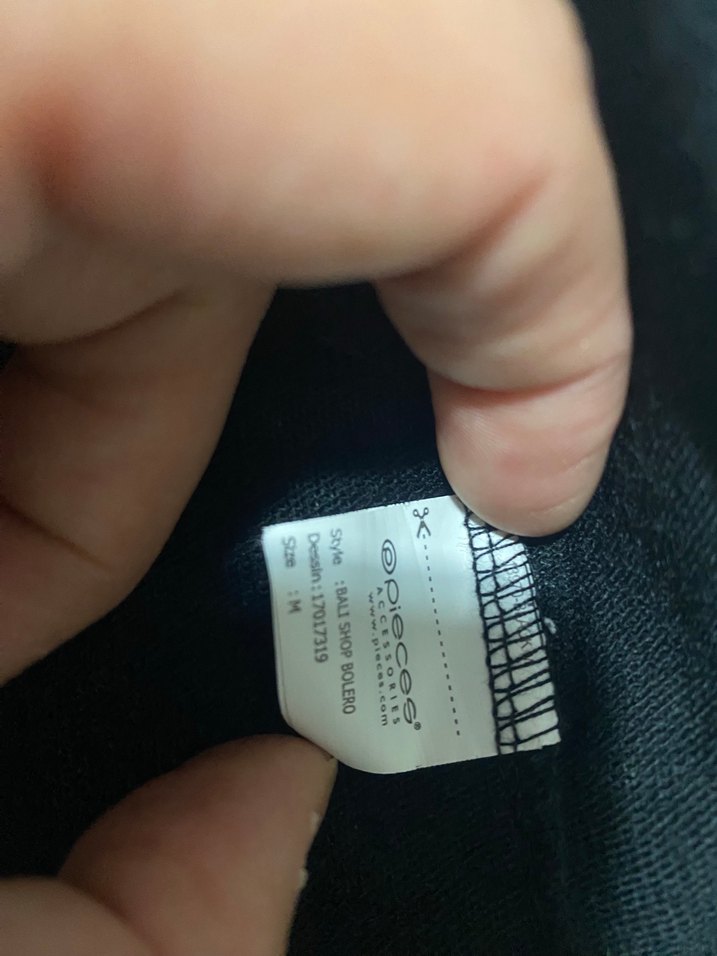 pieces®
ACCESSORIES
www.pieces.com
Style : BALI SHOP BOLERO
Dessin : 17017319
Size : M